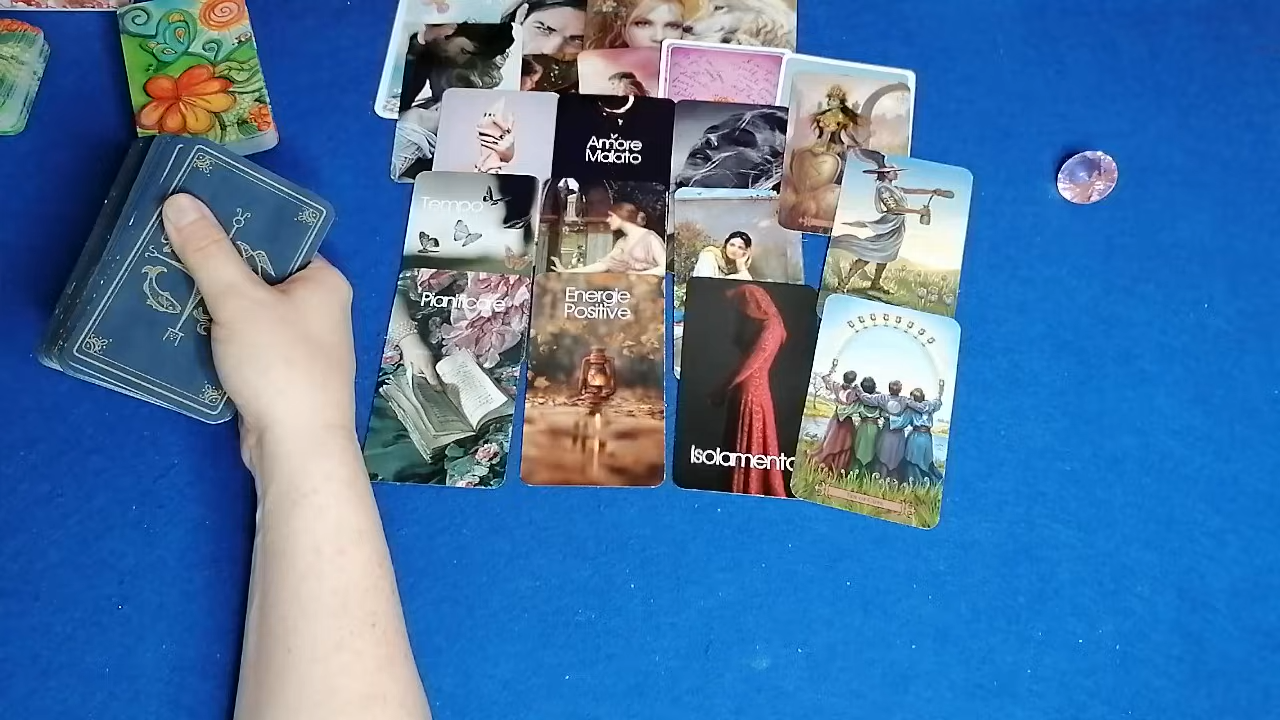 Amore
Malato
Tempo
Pianificare
Energie
Positive
Isolamento